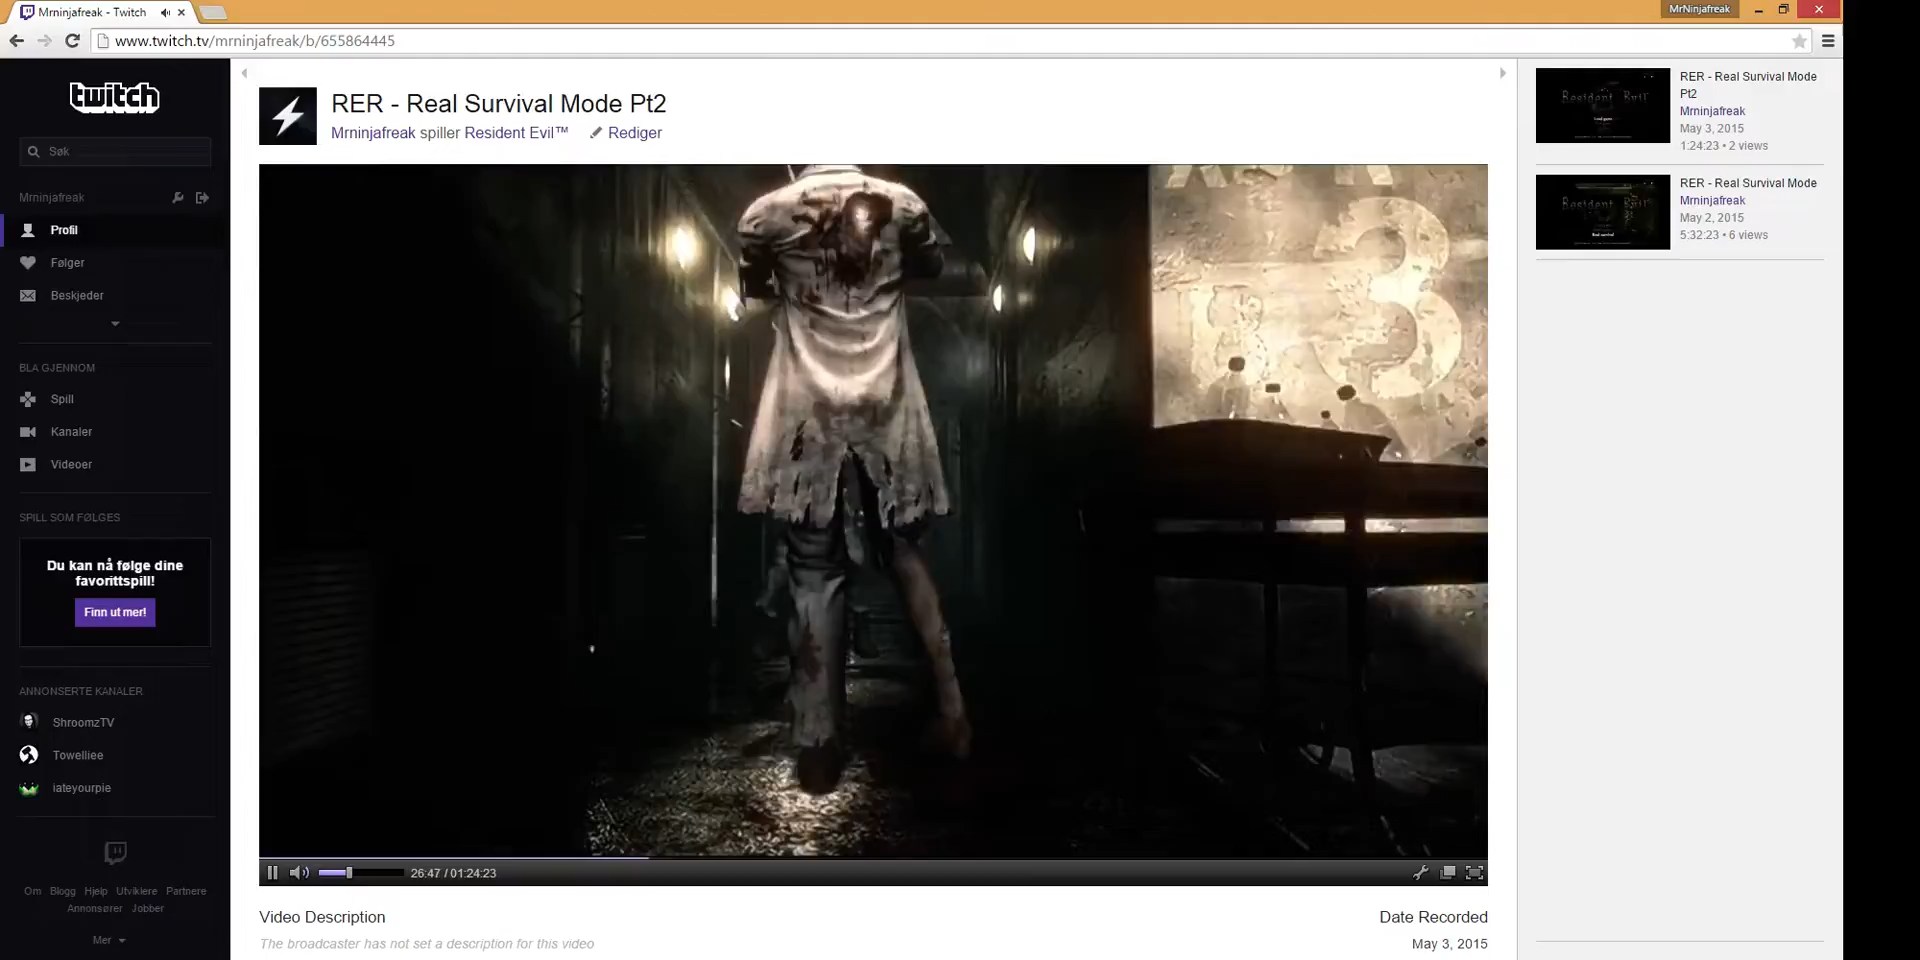 Mrninjafreak - Twitch
MrNinjafreak
www.twitch.tv/mrninjafreak/b/655864445
twitch
Søk
Mrninjafreak
Profil
Følger
Beskjeder
BLA GJENNOM
Spill
Kanaler
Videoer
SPILL SOM FØLGES
Du kan nå følge dine
favorittspill!
Finn ut mer!
ANNONSERTE KANALER
ShroomzTV
Towelliee
iateyourpie
Om Blogg Hjelp Utviklere Partnere
Annonsører Jobber
Mer
RER - Real Survival Mode Pt2
Mrninjafreak spiller Resident Evil™ Rediger
3
26:47 / 01:24:23
Video Description
The broadcaster has not set a description for this video
Date Recorded
May 3, 2015
Resident Evil
RER - Real Survival Mode
Pt2
Mrninjafreak
May 3, 2015
1:24:23 • 2 views
Resident Evil
RER - Real Survival Mode
Mrninjafreak
May 2, 2015
5:32:23 • 6 views